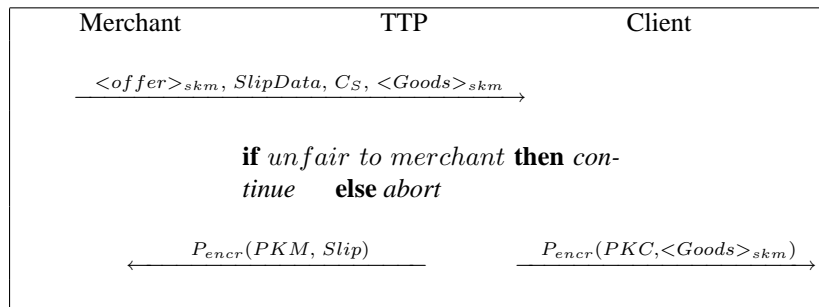 Merchant TTP Client
<offer>skm, SlipData, CS, <Goods>skm
if unfair to merchant then con-
tinue else abort
Pencr(PKM, Slip) Pencr(PKC,<Goods>skm)